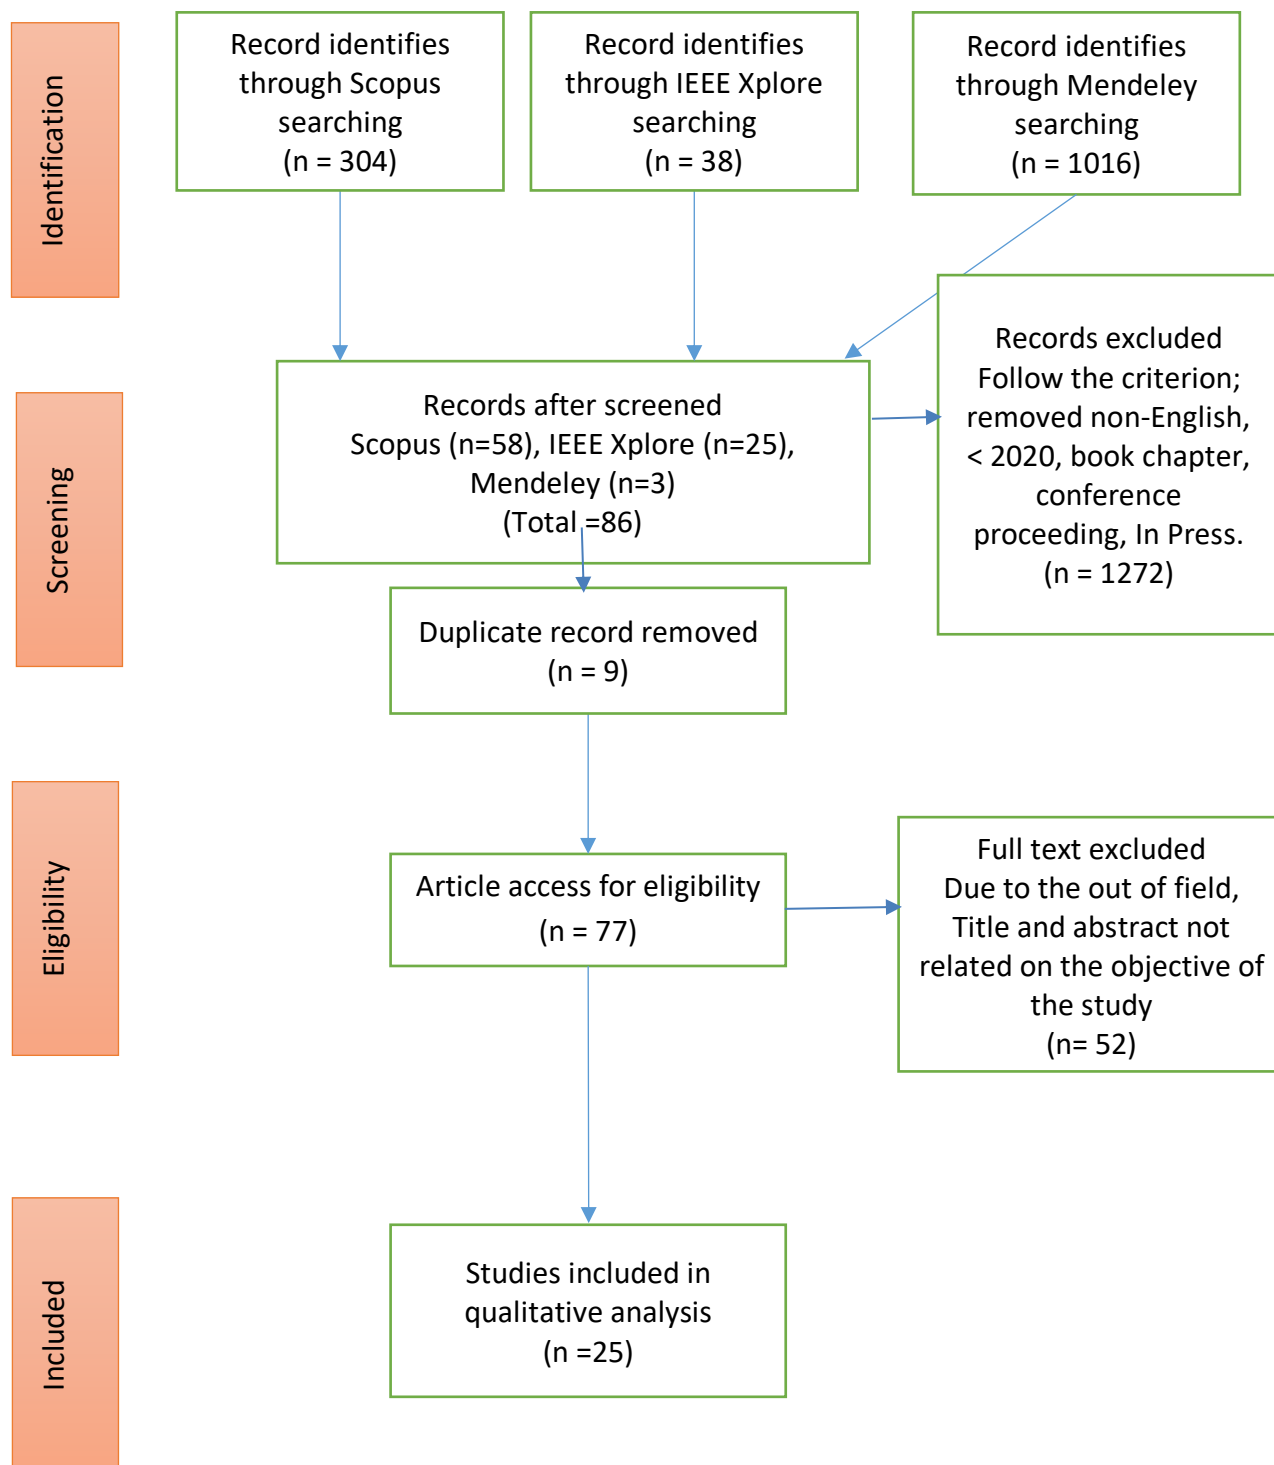 Identification
Record identifies
through Scopus
searching
(n = 304)
Record identifies
through IEEE Xplore
searching
(n = 38)
Record identifies
through Mendeley
searching
(n = 1016)
Screening
Records after screened
Scopus (n=58), IEEE Xplore (n=25),
Mendeley (n=3)
(Total =86)
Records excluded
Follow the criterion;
removed non-English,
< 2020, book chapter,
conference
proceeding, In Press.
(n = 1272)
Duplicate record removed
(n = 9)
Eligibility
Article access for eligibility
(n = 77)
Full text excluded
Due to the out of field,
Title and abstract not
related on the objective of
the study
(n= 52)
Included
Studies included in
qualitative analysis
(n =25)